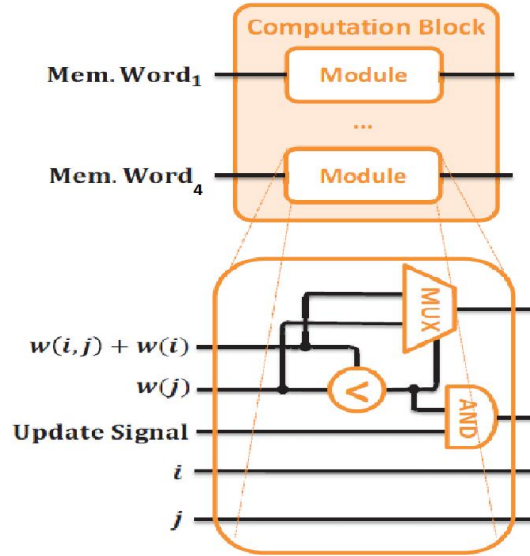 Computation Block
Mem. Word₁
Module
...
Mem. Word₄
Module
MUX
w(i,j) + w(i)
w(j)
V
AND
Update Signal
i
j